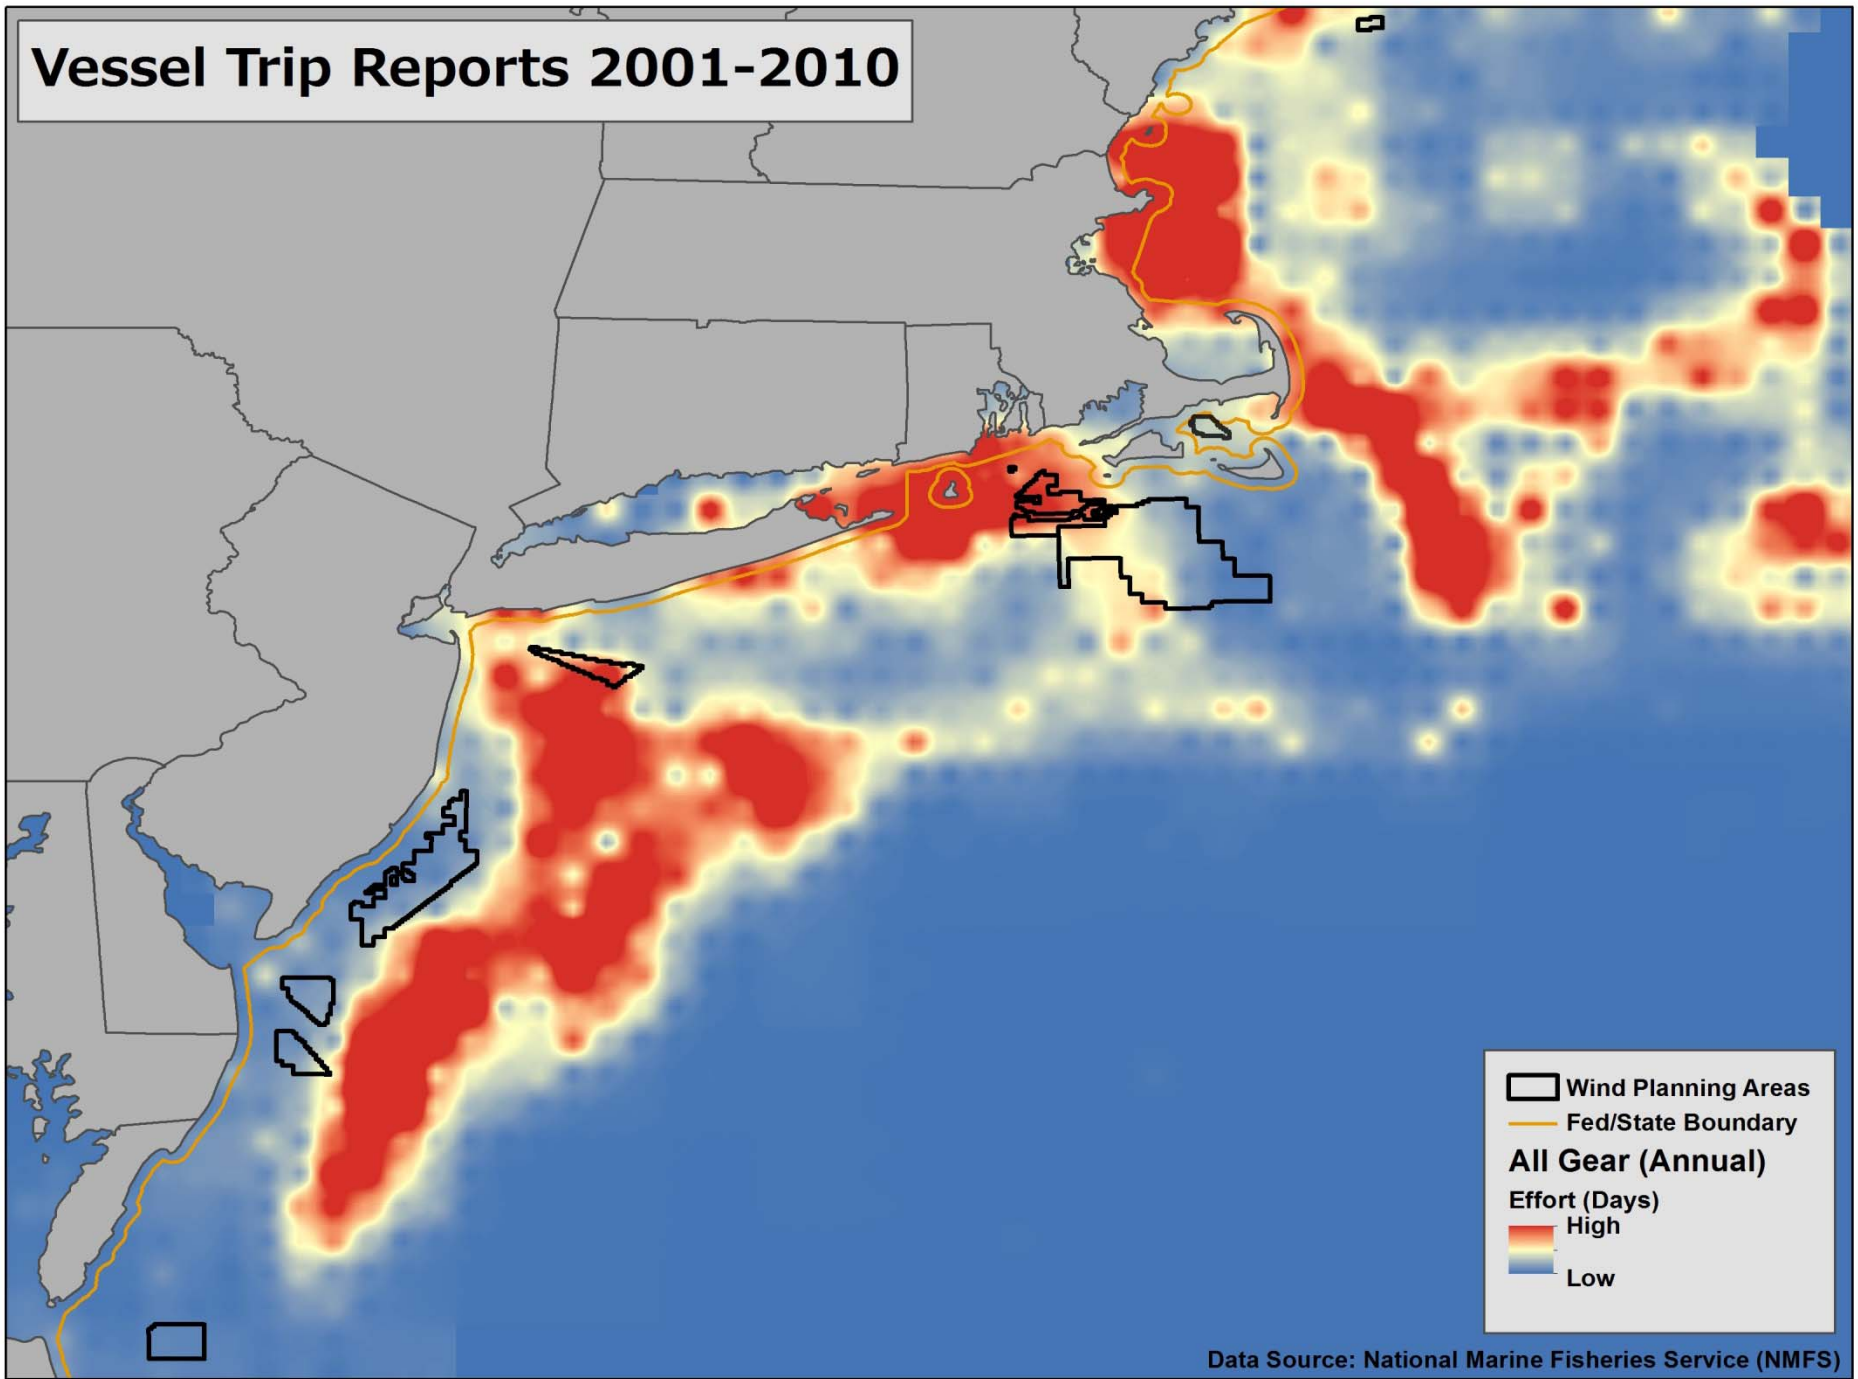 Vessel Trip Reports 2001-2010
Wind Planning Areas
Fed/State Boundary
All Gear (Annual)
Effort (Days)
High
Low
Data Source: National Marine Fisheries Service (NMFS)